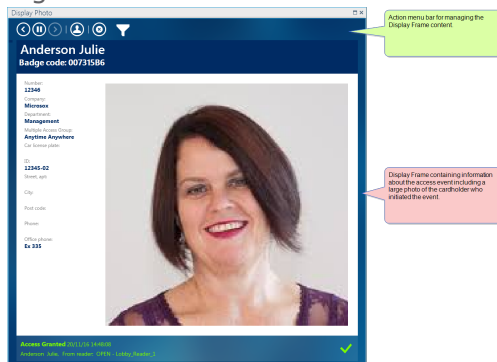 Display Photo
Anderson Julie
Badge code: 007315B6
Number:
12346
Company:
Microsox
Department:
Management
Multiple Access Group:
Anytime Anywhere
Car license plate:
ID:
12345-02
Street, apt:
City:
Post code:
Phone:
Office phone:
Ex 335
Access Granted 20/11/16 14:46:08
Anderson Julie, From reader: OPEN - Lobby_Reader_1
Action menu bar for managing the
Display Frame content.
Display Frame containing information
about the access event including a
large photo of the cardholder who
initiated the event.